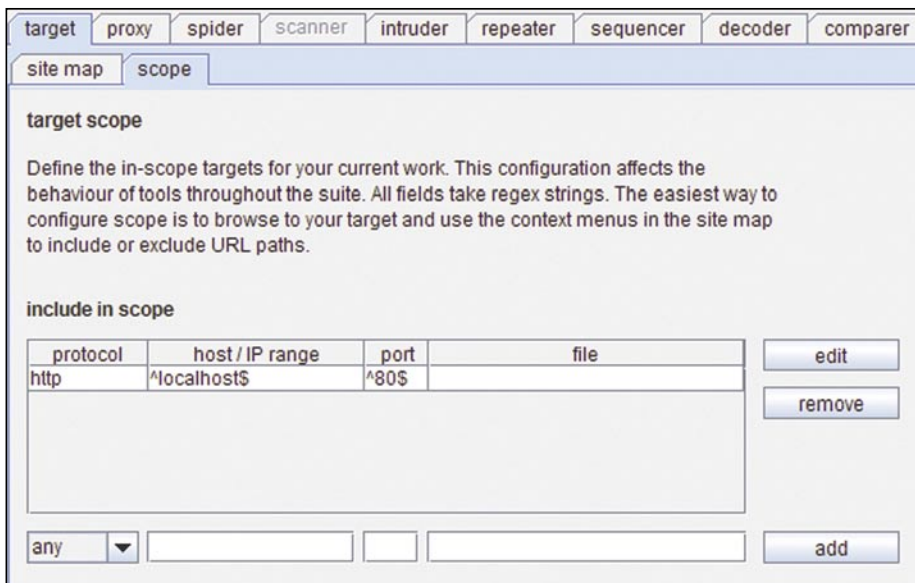 target proxy spider scanner intruder repeater sequencer decoder comparer
site map scope
target scope
Define the in-scope targets for your current work. This configuration affects the
behaviour of tools throughout the suite. All fields take regex strings. The easiest way to
configure scope is to browse to your target and use the context menus in the site map
to include or exclude URL paths.
include in scope
protocol host / IP range port file
http ^localhost$ ^80$
edit
remove
any add